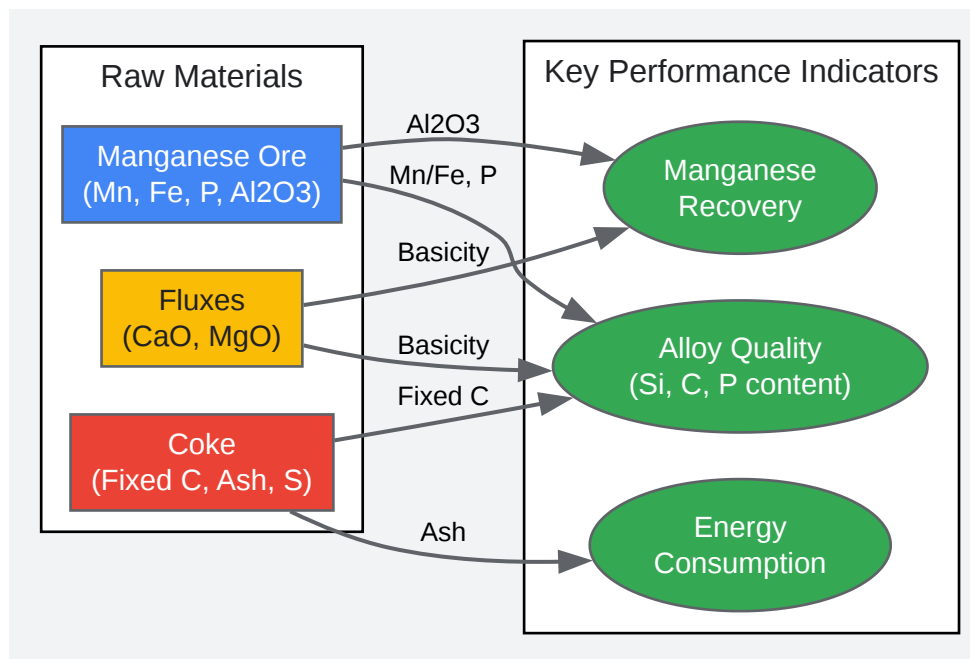 Raw Materials
Key Performance Indicators
Manganese Ore
(Mn, Fe, P, Al2O3)
Fluxes
(CaO, MgO)
Coke
(Fixed C, Ash, S)
Al2O3
Mn/Fe, P
Basicity
Basicity
Fixed C
Ash
Manganese
Recovery
Alloy Quality
(Si, C, P content)
Energy
Consumption